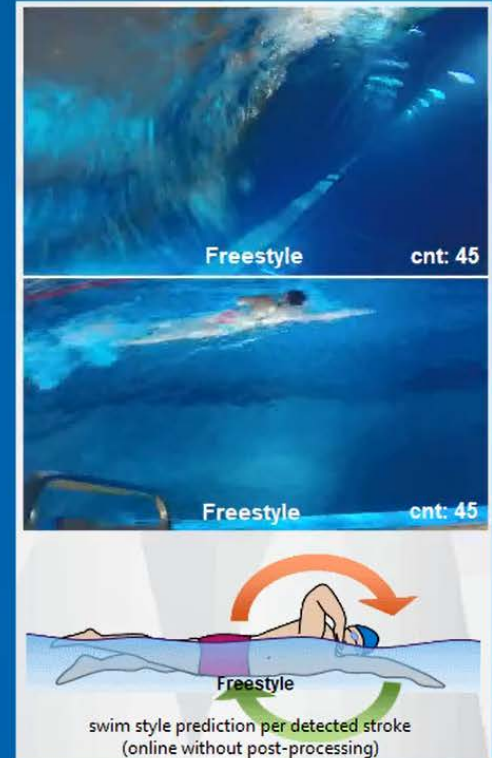 Freestyle cnt: 45
Freestyle cnt: 45
Freestyle
swim style prediction per detected stroke
(online without post-processing)